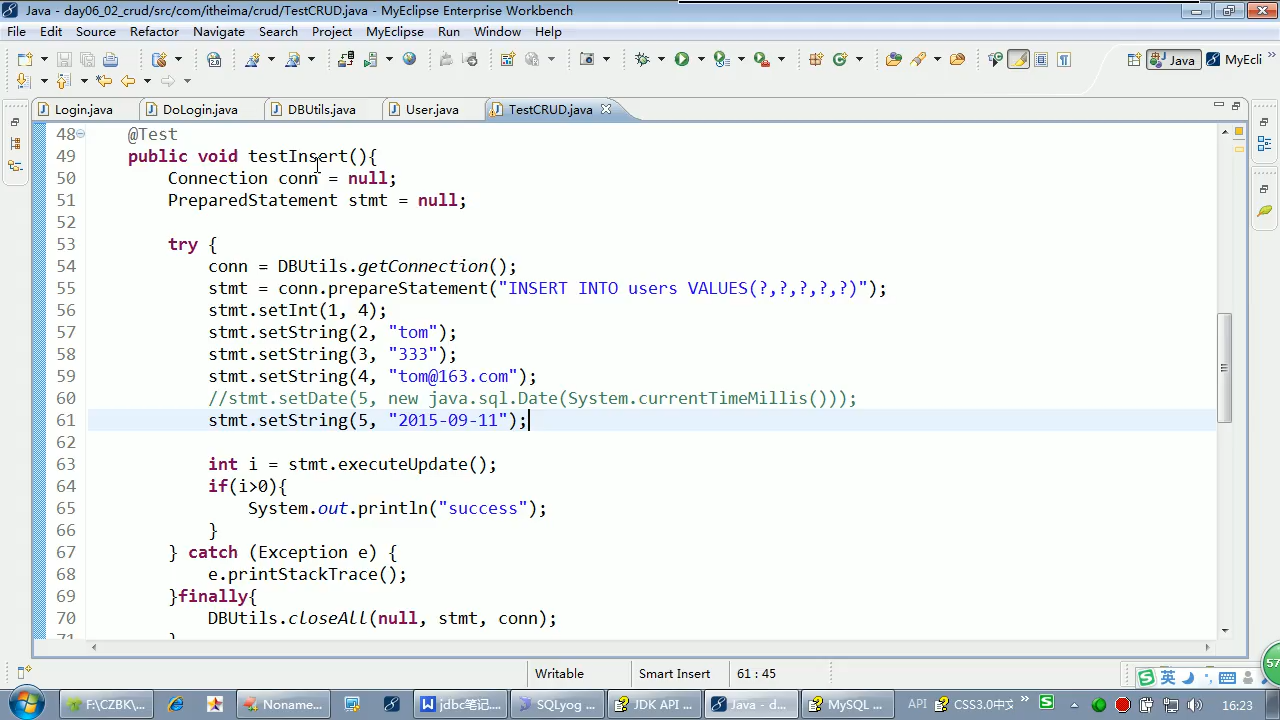 Java - day06_02_crud/src/com/itheima/crud/TestCRUD.java - MyEclipse Enterprise Workbench
File Edit Source Refactor Navigate Search Project MyEclipse Run Window Help
Java MyEcli
Login.java DoLogin.java DBUtils.java User.java TestCRUD.java
48 @Test
49 public void testInsert(){
50 Connection conn = null;
51 PreparedStatement stmt = null;
52
53 try {
54 conn = DBUtils.getConnection();
55 stmt = conn.prepareStatement("INSERT INTO users VALUES(?,?,?,?,?)");
56 stmt.setInt(1, 4);
57 stmt.setString(2, "tom");
58 stmt.setString(3, "333");
59 stmt.setString(4, "tom@163.com");
60 //stmt.setDate(5, new java.sql.Date(System.currentTimeMillis()));
61 stmt.setString(5, "2015-09-11");
62
63 int i = stmt.executeUpdate();
64 if(i>0){
65 System.out.println("success");
66 }
67 } catch (Exception e) {
68 e.printStackTrace();
69 }finally{
70 DBUtils.closeAll(null, stmt, conn);
71 }
Writable Smart Insert 61 : 45
57
英
F:\CZBK\... Noname... jdbc笔记... SQLyog ... JDK API ... Java - d... MySQL ... API CSS3.0中... 16:23